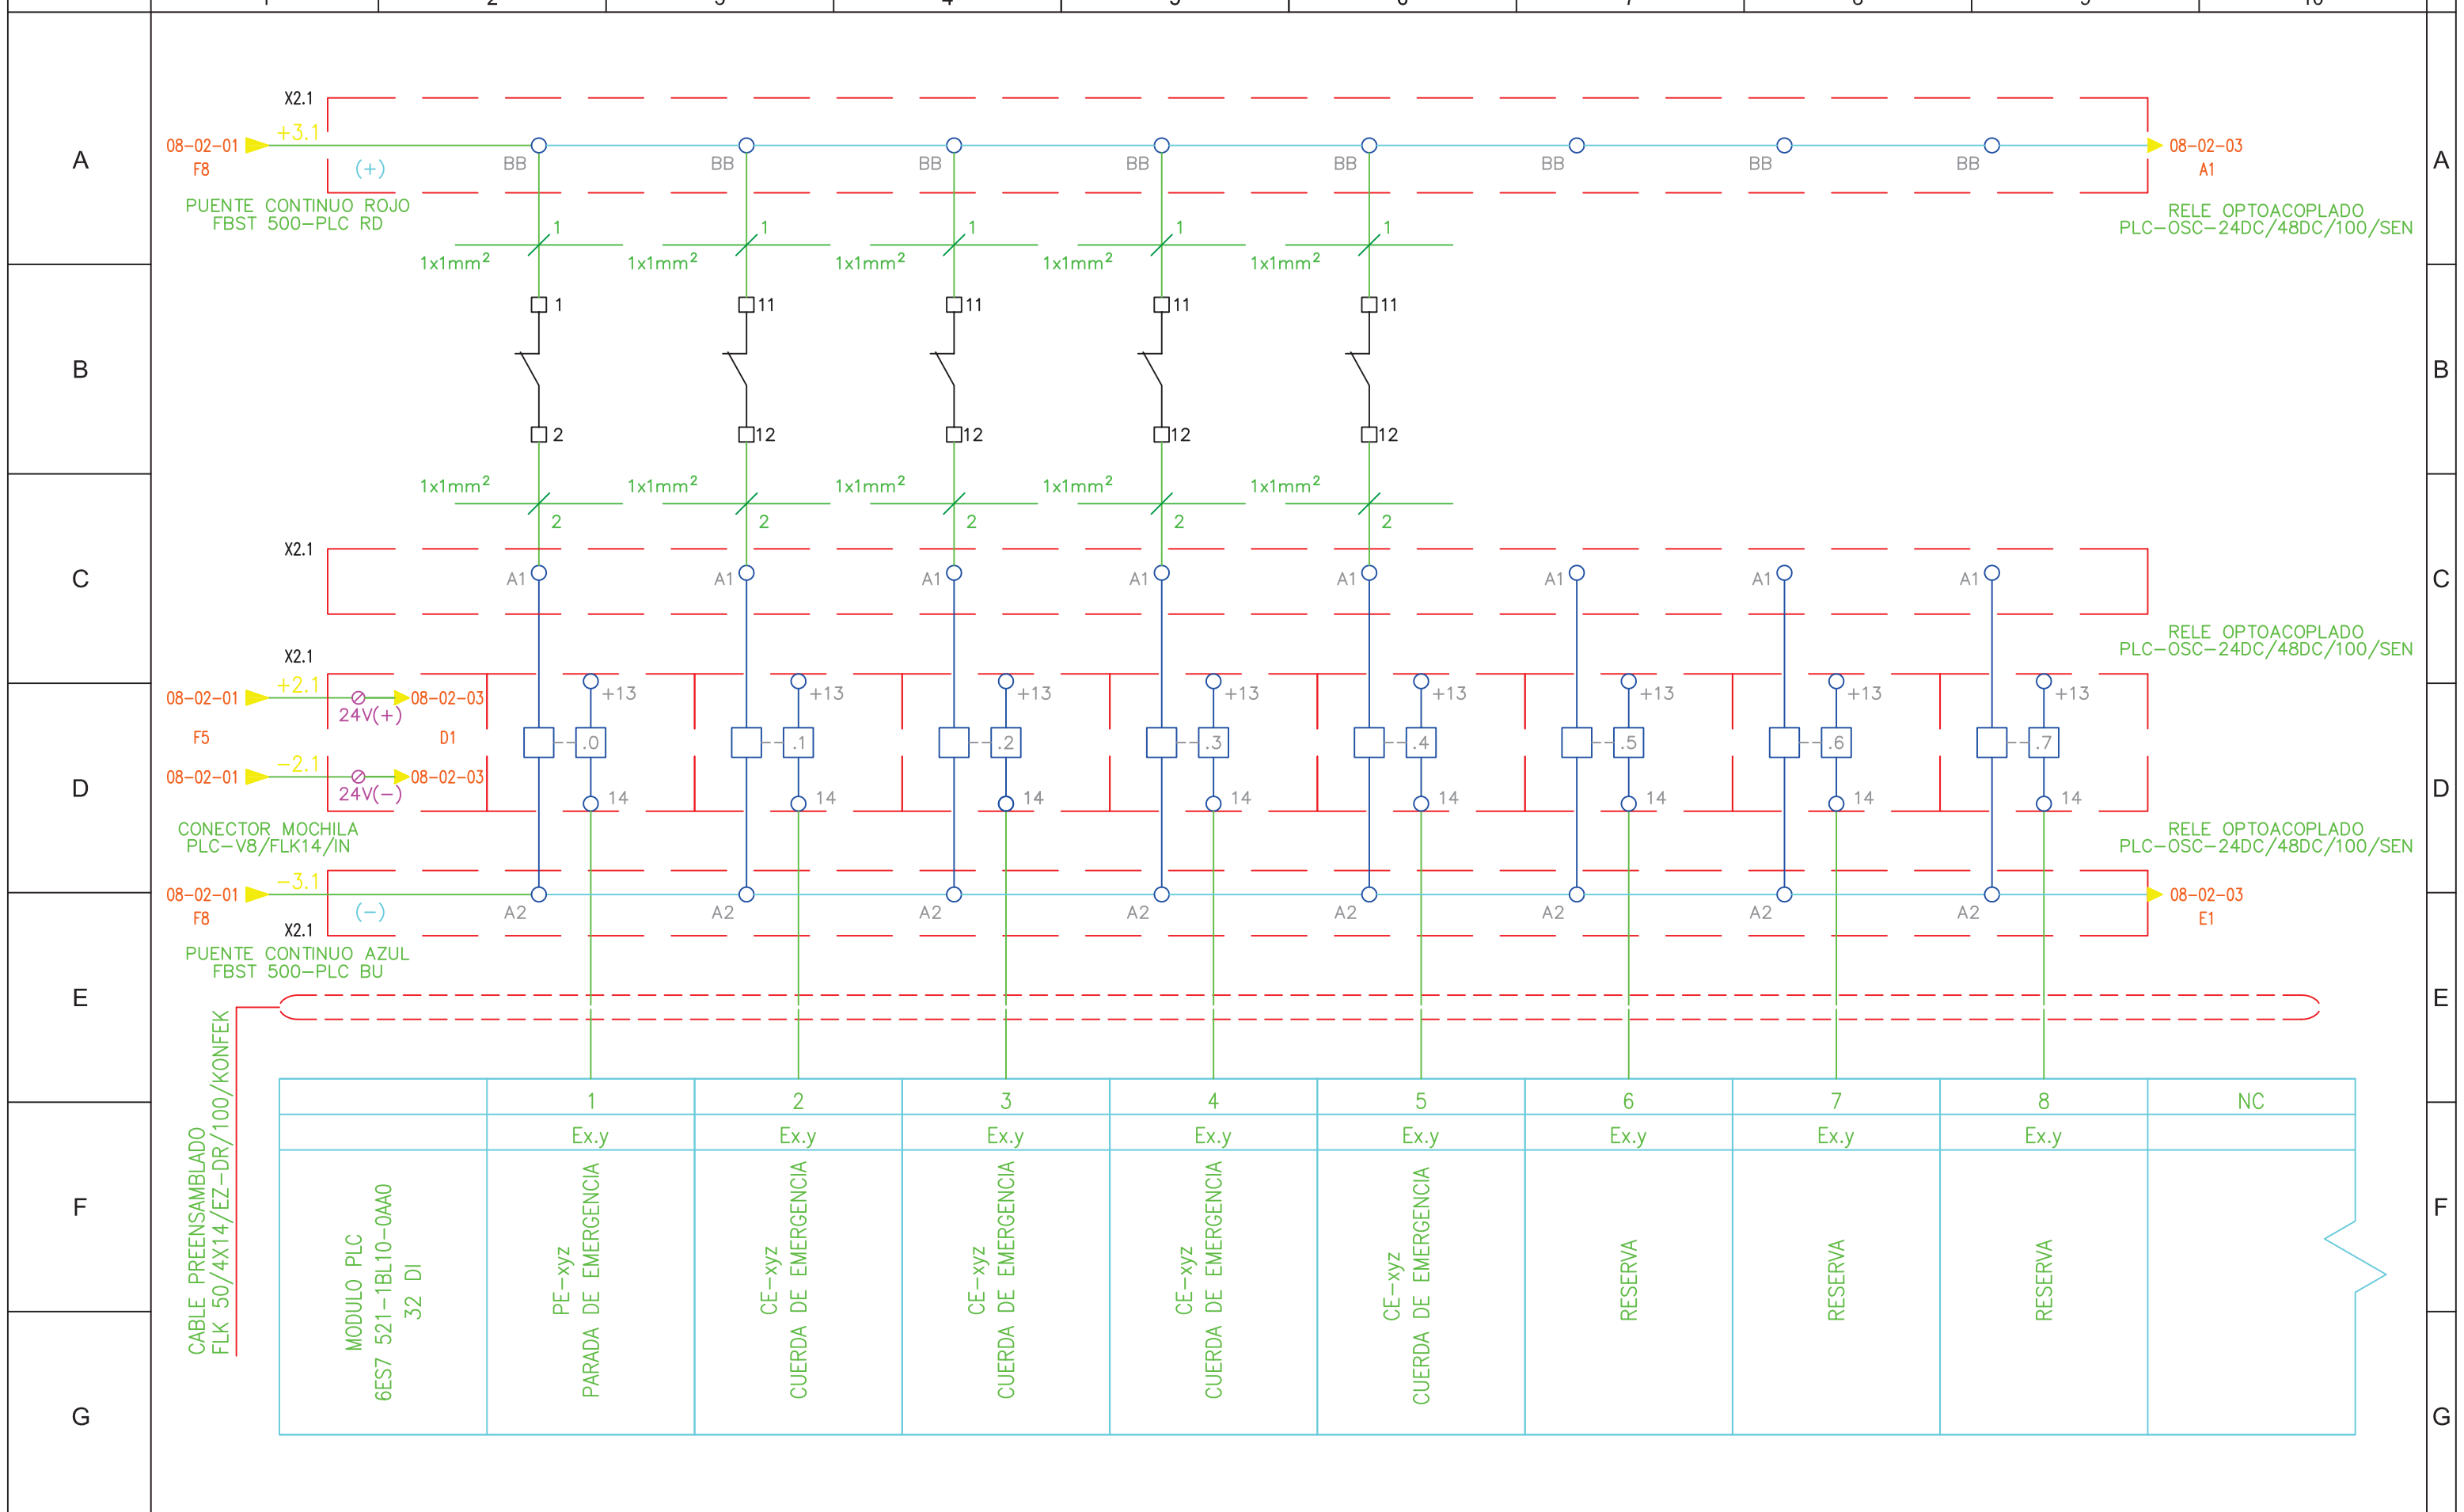 X2.1
+3.1
08-02-01
08-02-03
F8
(+)
BB BB BB BB BB BB BB BB
A1
PUENTE CONTINUO ROJO
FBST 500-PLC RD
RELE OPTOACOPLADO
PLC-OSC-24DC/48DC/100/SEN
A
A
1 1 1 1 1
1x1mm² 1x1mm² 1x1mm² 1x1mm² 1x1mm²
1 11 11 11 11
B
B
2 12 12 12 12
1x1mm² 1x1mm² 1x1mm² 1x1mm² 1x1mm²
2 2 2 2 2
X2.1
A1 A1 A1 A1 A1 A1 A1 A1
C
C
RELE OPTOACOPLADO
PLC-OSC-24DC/48DC/100/SEN
X2.1
+2.1
08-02-01
08-02-03
24V(+)
+13 +13 +13 +13 +13 +13 +13 +13
F5
D1
.0 .1 .2 .3 .4 .5 .6 .7
-2.1
08-02-01
08-02-03
24V(-)
14 14 14 14 14 14 14 14
D
D
CONECTOR MOCHILA
PLC-V8/FLK14/IN
RELE OPTOACOPLADO
PLC-OSC-24DC/48DC/100/SEN
-3.1
08-02-01
08-02-03
F8
(-)
A2 A2 A2 A2 A2 A2 A2 A2
E1
X2.1
PUENTE CONTINUO AZUL
FBST 500-PLC BU
E
E
CABLE PREENSAMBLADO
FLK 50/4X14/EZ-DR/100/KONFEK
1 2 3 4 5 6 7 8 NC
Ex.y Ex.y Ex.y Ex.y Ex.y Ex.y Ex.y Ex.y
F
F
MODULO PLC
6ES7 521-1BL10-0AA0
32 DI
PE-xyz
PARADA DE EMERGENCIA
CE-xyz
CUERDA DE EMERGENCIA
CE-xyz
CUERDA DE EMERGENCIA
CE-xyz
CUERDA DE EMERGENCIA
CE-xyz
CUERDA DE EMERGENCIA
RESERVA
RESERVA
RESERVA
G
G